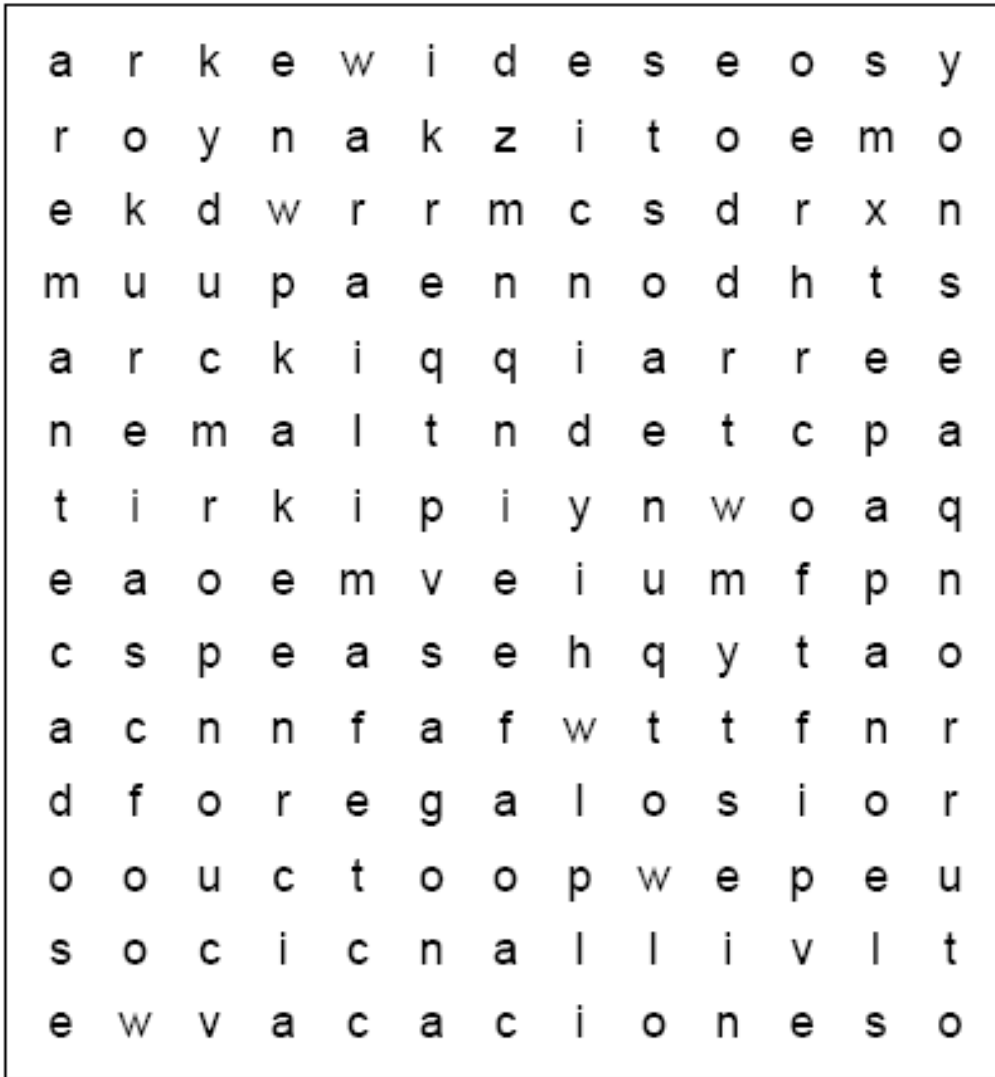 a r k e w i d e s e o s y
r o y n a k z i t o e m o
e k d w r r m c s d r x n
m u u p a e n n o d h t s
a r c k i q q i a r r e e
n e m a l t n d e t c p a
t i r k i p i y n w o a q
e a o e m v e i u m f p n
c s p e a s e h q y t a o
a c n n f a f w t t f n r
d f o r e g a l o s i o r
o o u c t o o p w e p e u
s o c i c n a l l i v l t
e w v a c a c i o n e s o